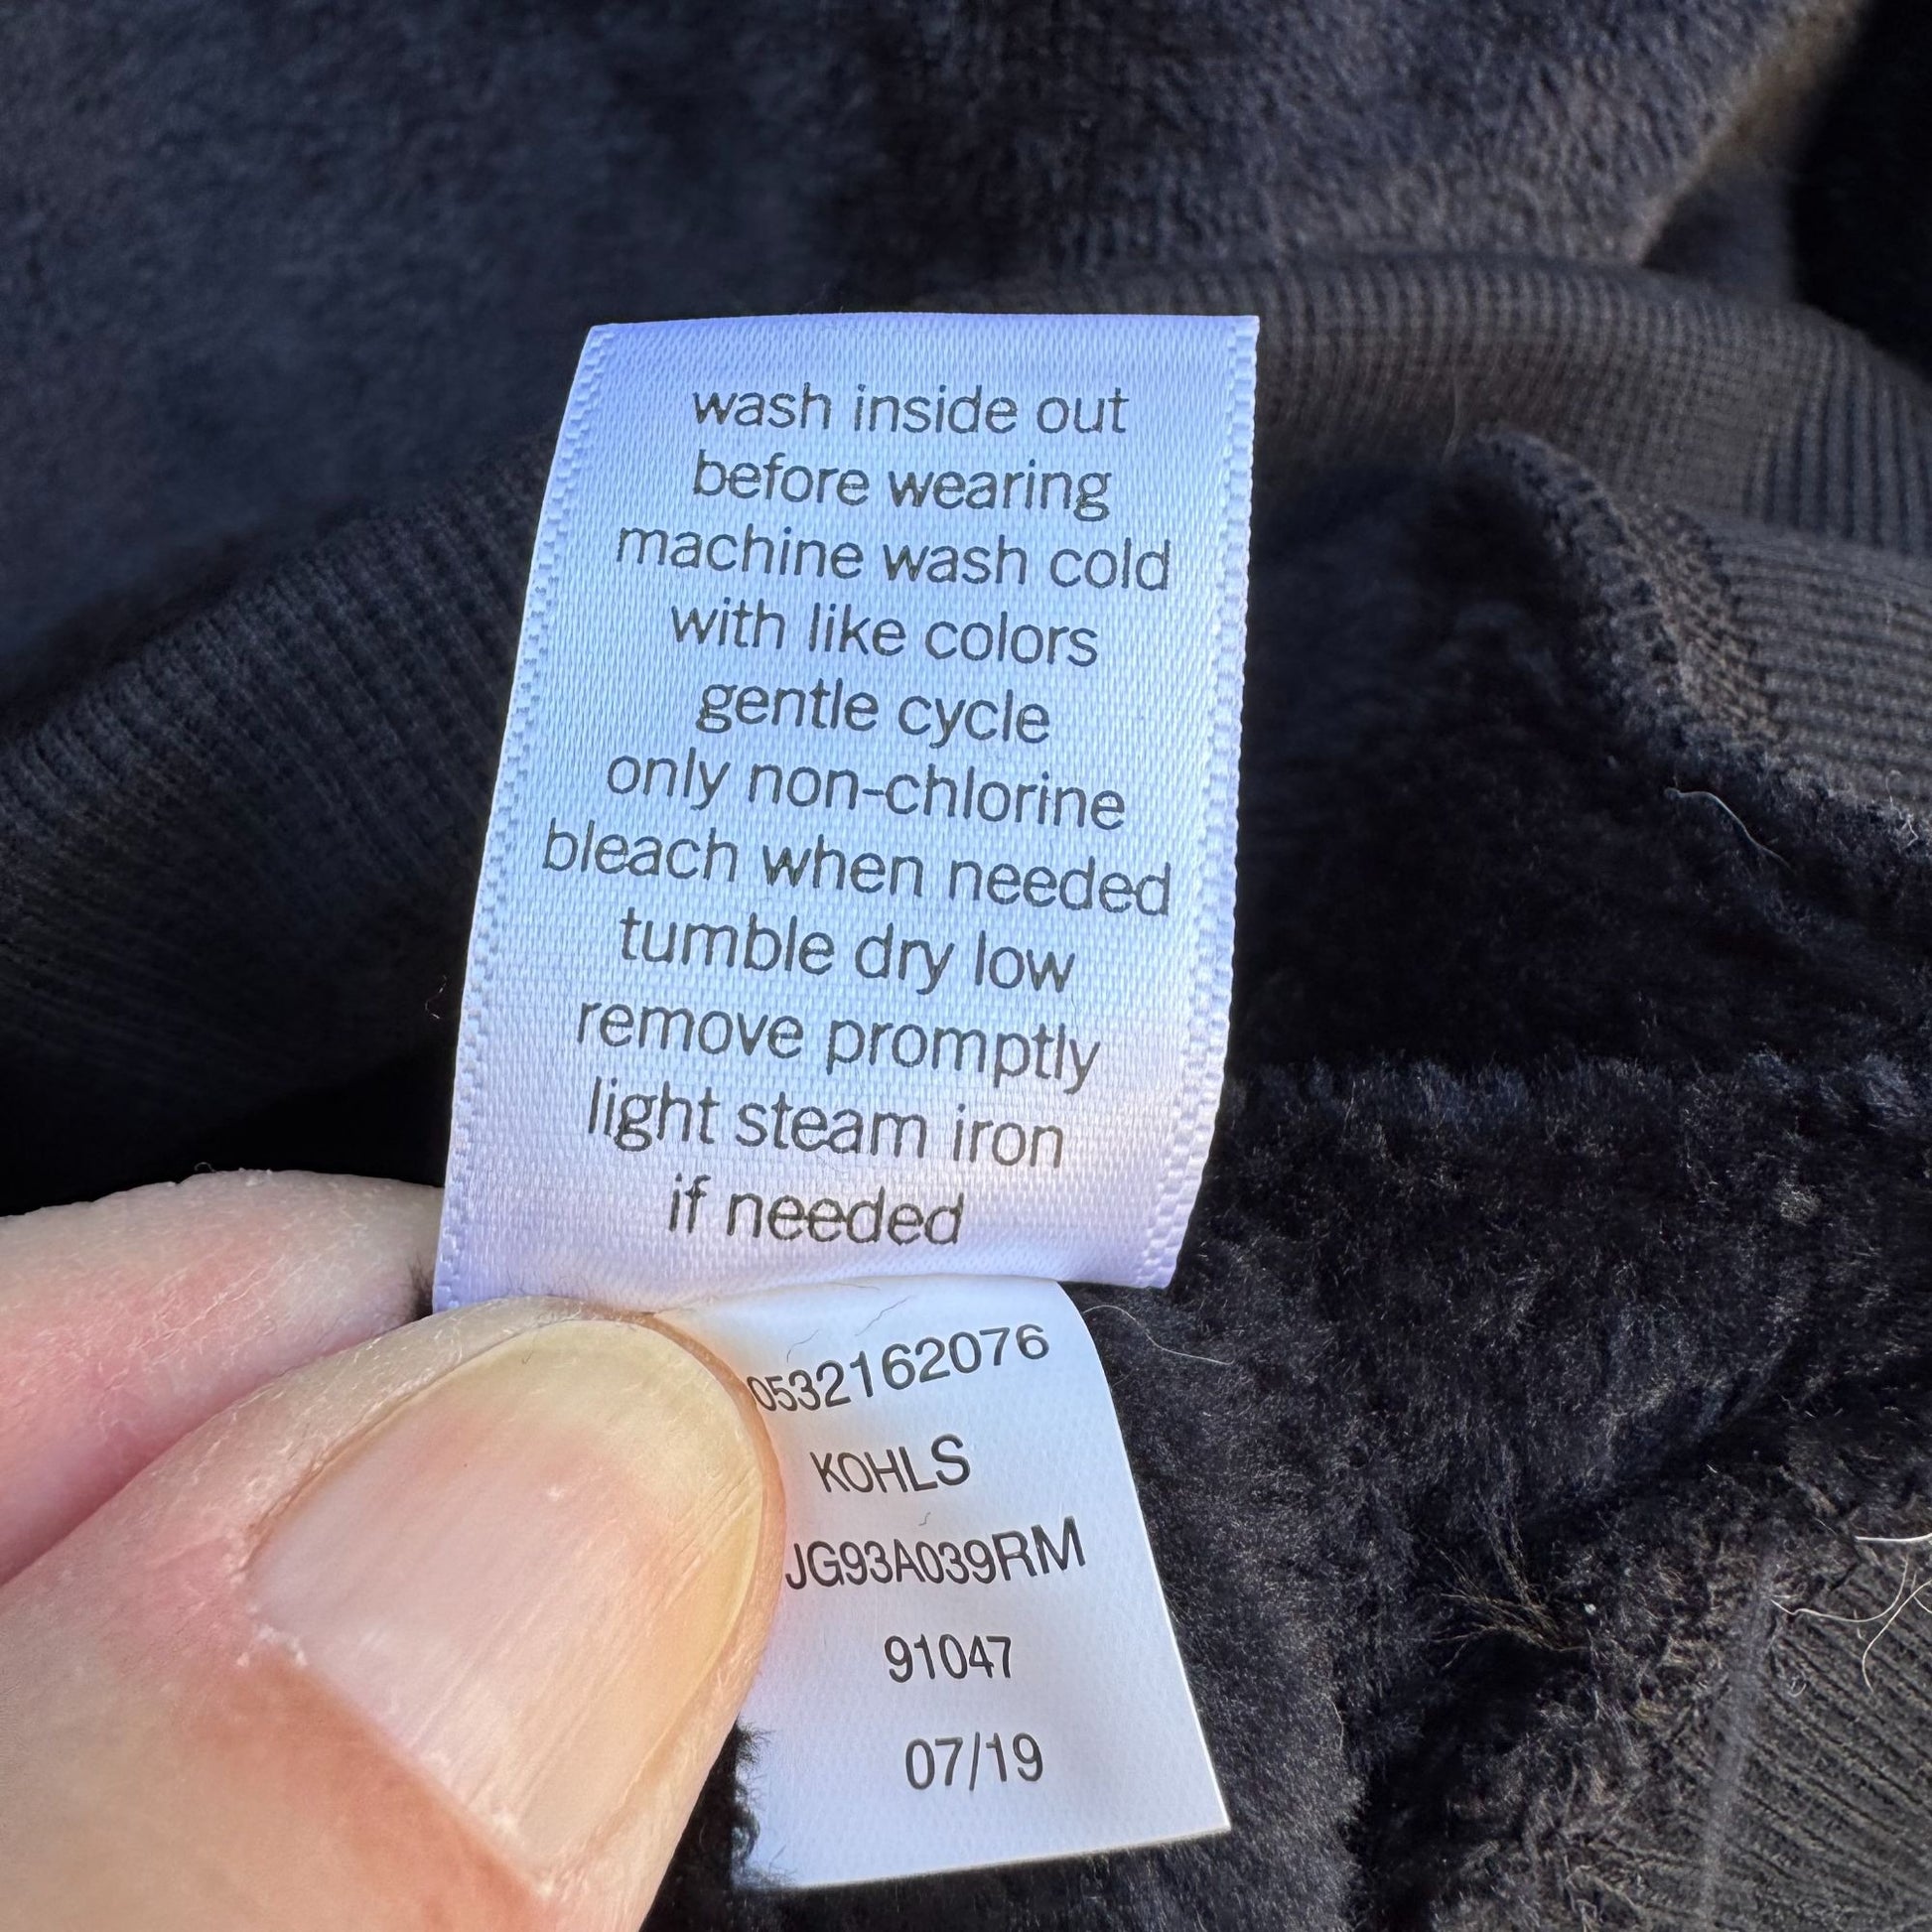 wash inside out
before wearing
machine wash cold
with like colors
gentle cycle
only non-chlorine
bleach when needed
tumble dry low
remove promptly
light steam iron
if needed
0532162076
KOHLS
JG93A039RM
91047
07/19